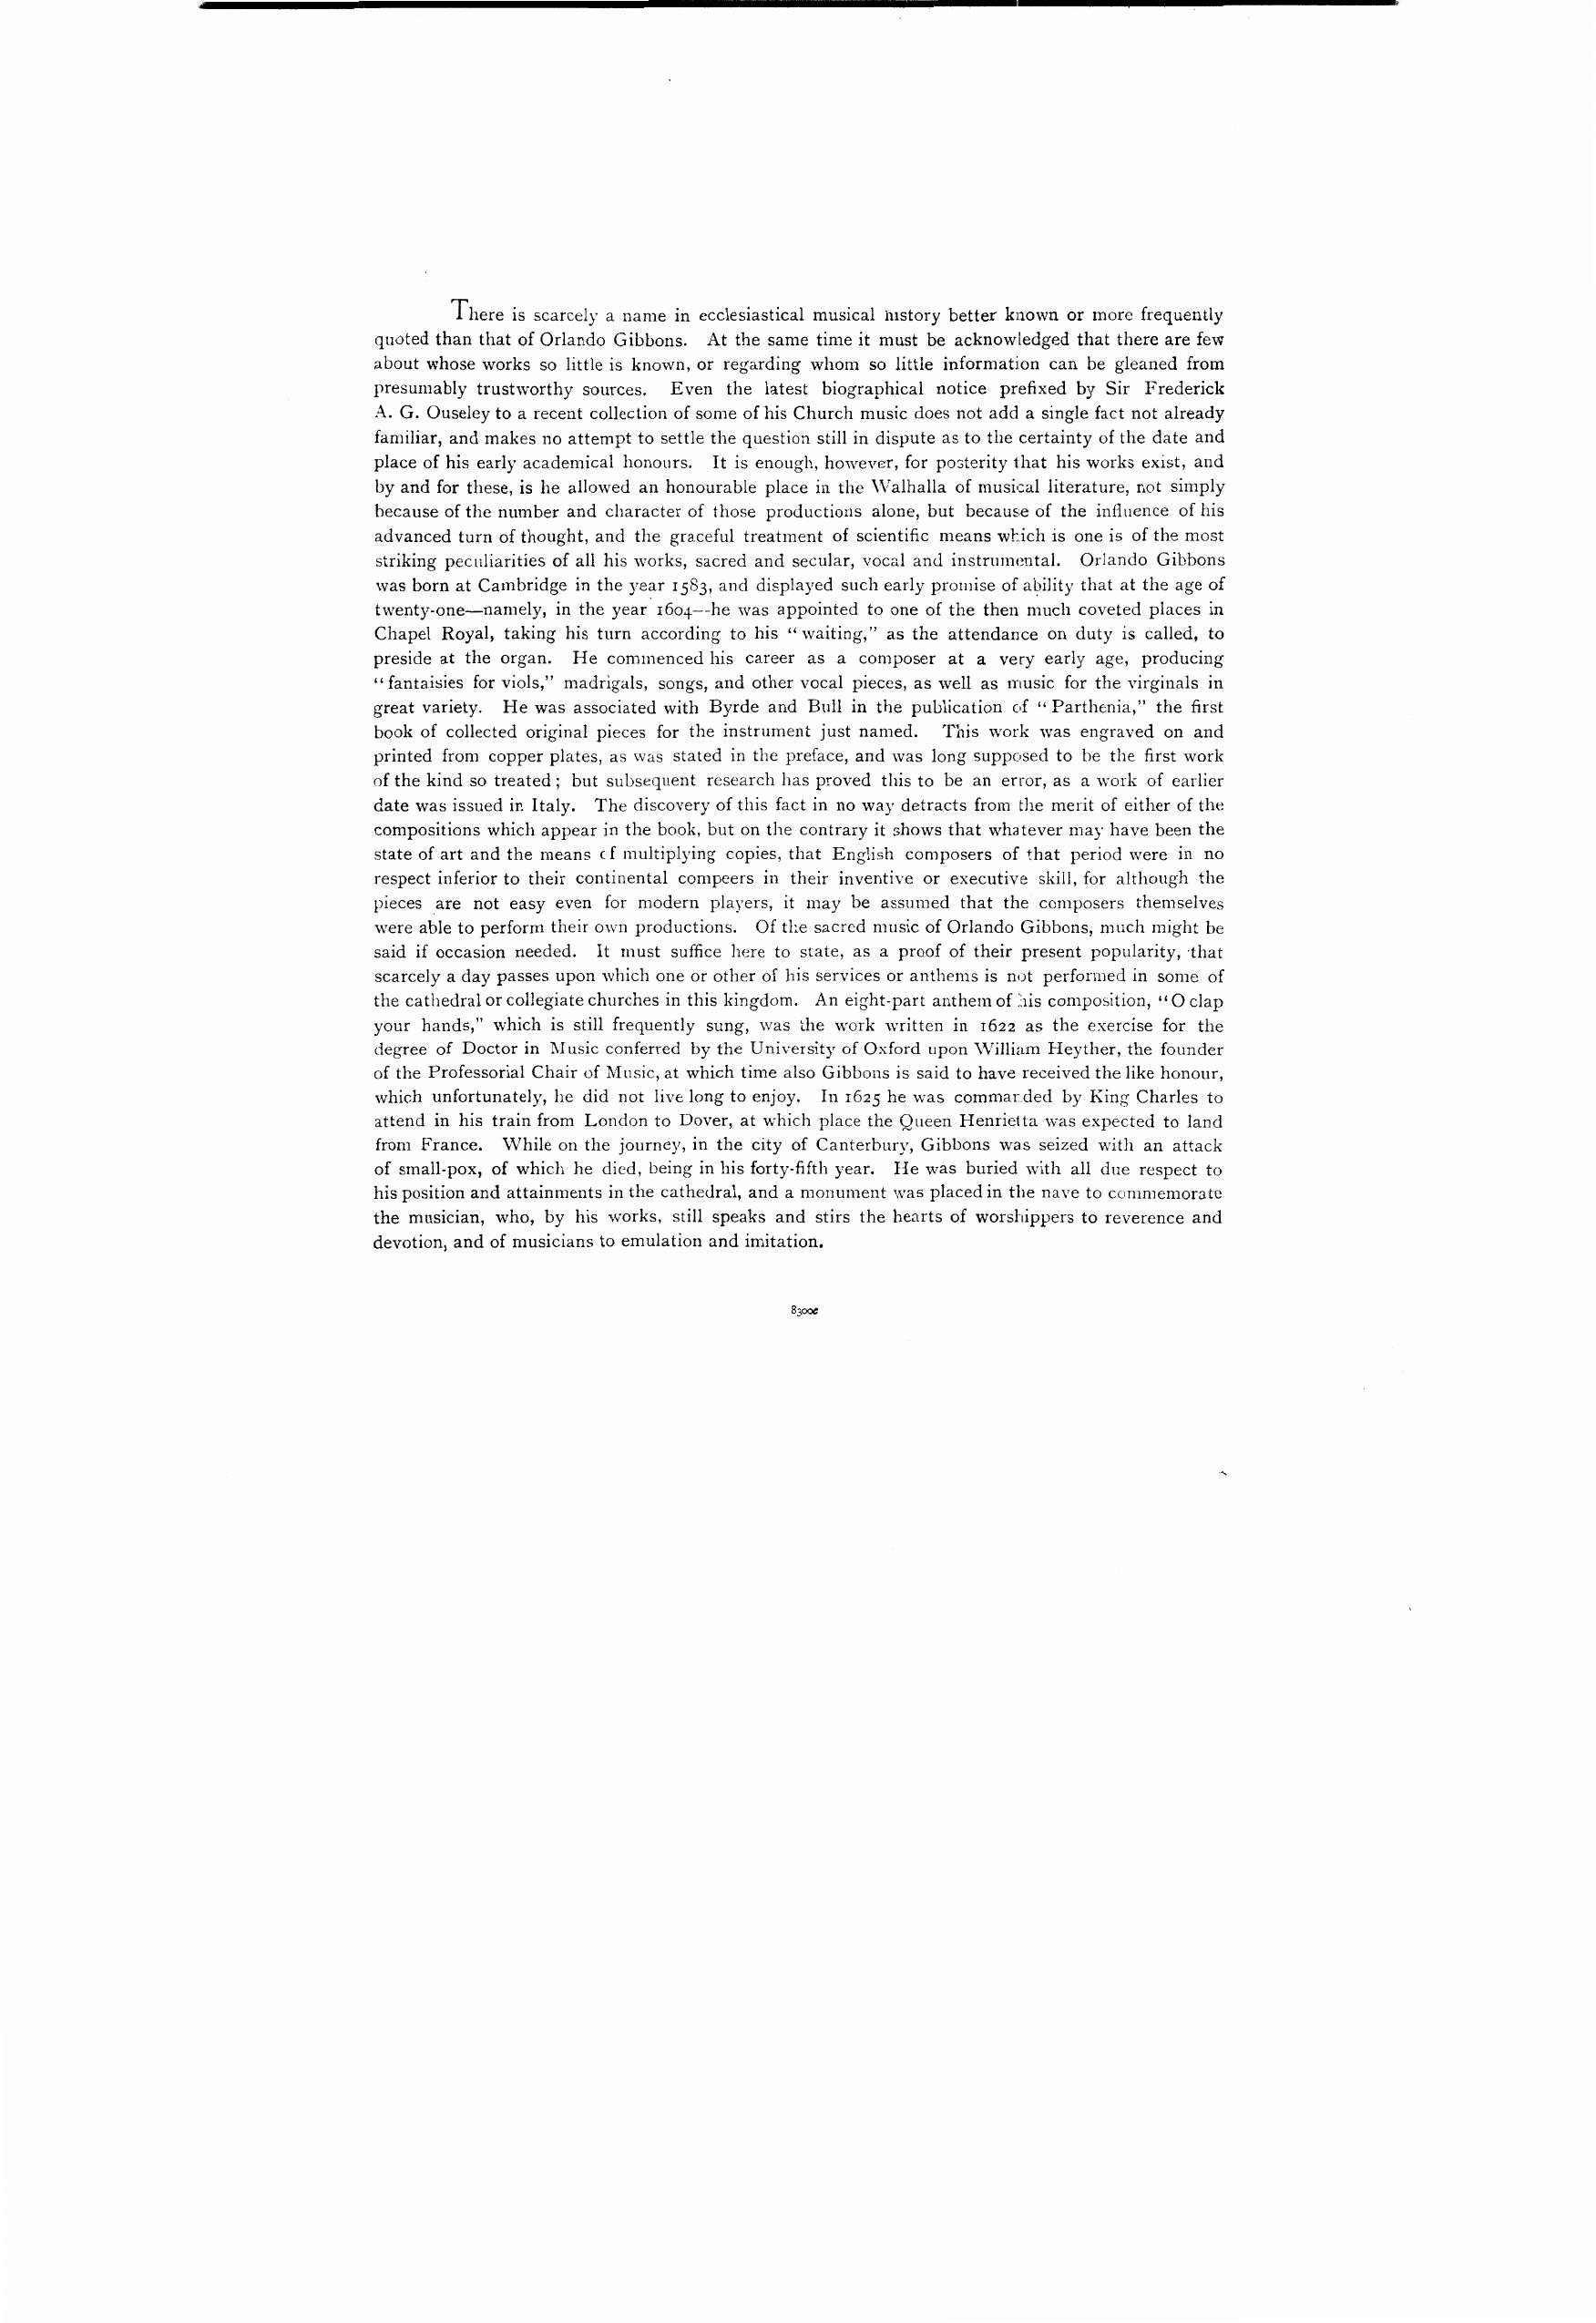 There is scarcely a name in ecclesiastical musical history better known or more frequently
quoted than that of Orlando Gibbons. At the same time it must be acknowledged that there are few
about whose works so little is known, or regarding whom so little information can be gleaned from
presumably trustworthy sources. Even the latest biographical notice prefixed by Sir Frederick
A. G. Ouseley to a recent collection of some of his Church music does not add a single fact not already
familiar, and makes no attempt to settle the question still in dispute as to the certainty of the date and
place of his early academical honours. It is enough, however, for posterity that his works exist, and
by and for these, is he allowed an honourable place in the Walhalla of musical literature, not simply
because of the number and character of those productions alone, but because of the influence of his
advanced turn of thought, and the graceful treatment of scientific means which is one is of the most
striking peculiarities of all his works, sacred and secular, vocal and instrumental. Orlando Gibbons
was born at Cambridge in the year 1583, and displayed such early promise of ability that at the age of
twenty-one—namely, in the year 1604—he was appointed to one of the then much coveted places in
Chapel Royal, taking his turn according to his "waiting," as the attendance on duty is called, to
preside at the organ. He commenced his career as a composer at a very early age, producing
"fantaisies for viols," madrigals, songs, and other vocal pieces, as well as music for the virginals in
great variety. He was associated with Byrde and Bull in the publication of "Parthenia," the first
book of collected original pieces for the instrument just named. This work was engraved on and
printed from copper plates, as was stated in the preface, and was long supposed to be the first work
of the kind so treated; but subsequent research has proved this to be an error, as a work of earlier
date was issued in Italy. The discovery of this fact in no way detracts from the merit of either of the
compositions which appear in the book, but on the contrary it shows that whatever may have been the
state of art and the means of multiplying copies, that English composers of that period were in no
respect inferior to their continental compeers in their inventive or executive skill, for although the
pieces are not easy even for modern players, it may be assumed that the composers themselves
were able to perform their own productions. Of the sacred music of Orlando Gibbons, much might be
said if occasion needed. It must suffice here to state, as a proof of their present popularity, that
scarcely a day passes upon which one or other of his services or anthems is not performed in some of
the cathedral or collegiate churches in this kingdom. An eight-part anthem of his composition, "O clap
your hands," which is still frequently sung, was the work written in 1622 as the exercise for the
degree of Doctor in Music conferred by the University of Oxford upon William Heyther, the founder
of the Professorial Chair of Music, at which time also Gibbons is said to have received the like honour,
which unfortunately, he did not live long to enjoy. In 1625 he was commanded by King Charles to
attend in his train from London to Dover, at which place the Queen Henrietta was expected to land
from France. While on the journey, in the city of Canterbury, Gibbons was seized with an attack
of small-pox, of which he died, being in his forty-fifth year. He was buried with all due respect to
his position and attainments in the cathedral, and a monument was placed in the nave to commemorate
the musician, who, by his works, still speaks and stirs the hearts of worshippers to reverence and
devotion, and of musicians to emulation and imitation.
8300e